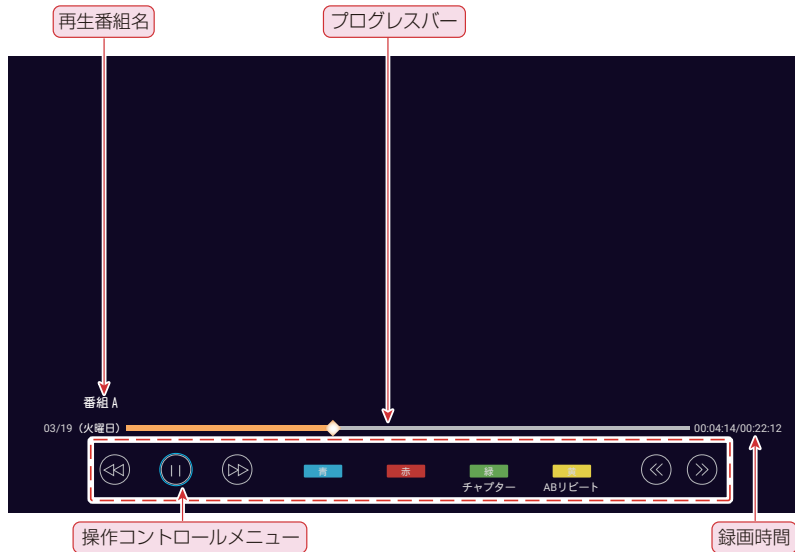 再生番組名
プログレスバー
番組 A
03/19（火曜日）
00:04:14/00:22:12
青
赤
緑
黄
チャプター
ABリピート
操作コントロールメニュー
録画時間